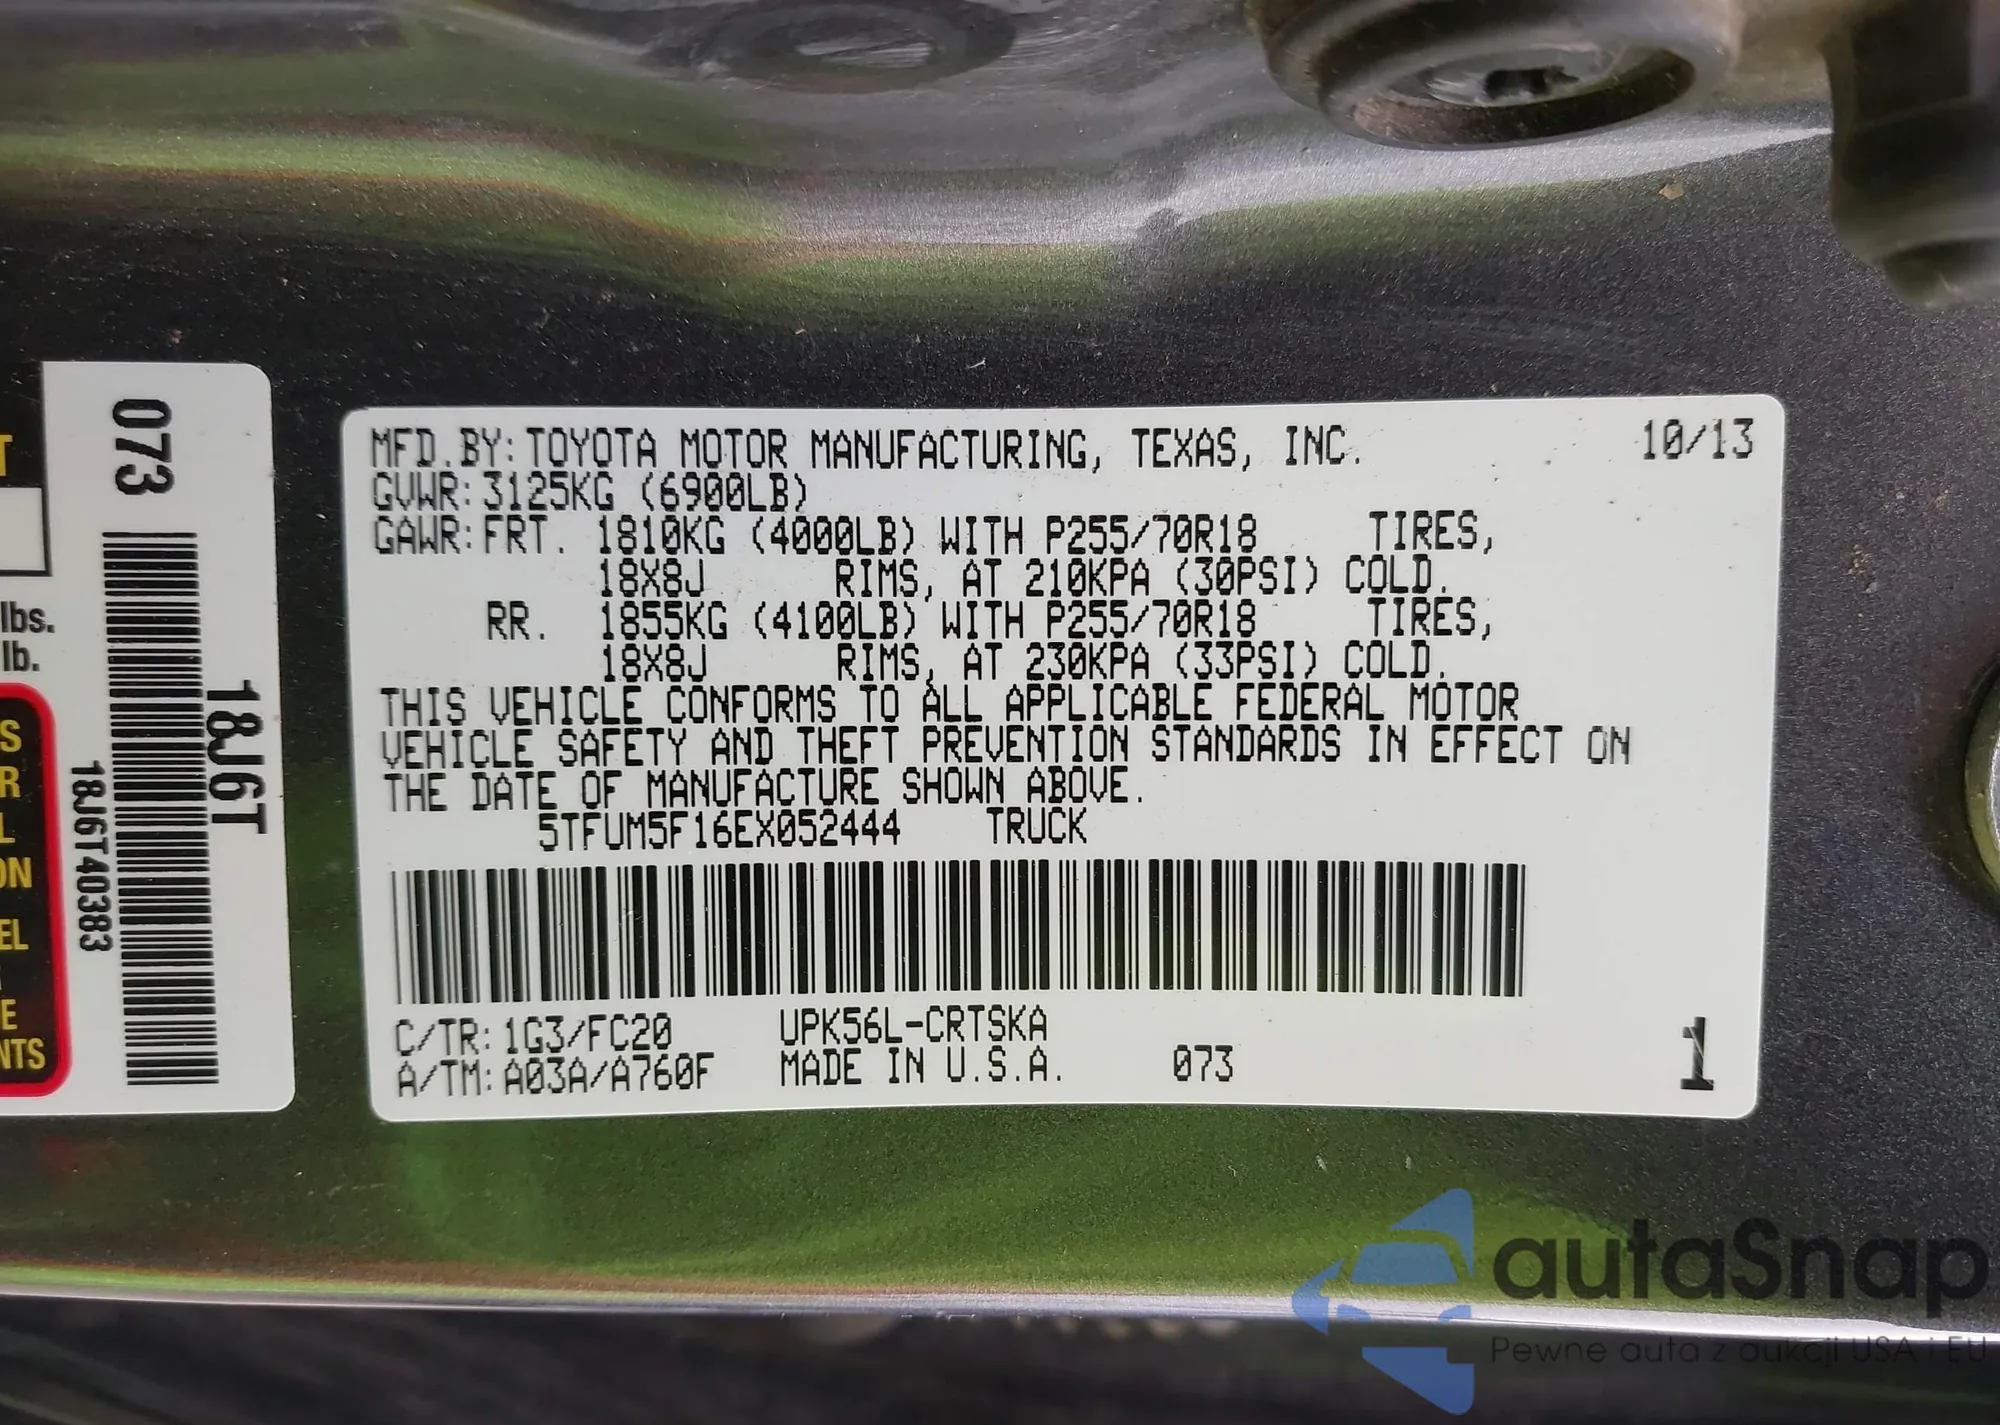 T
lbs.
lb.
S
R
L
ON
EL
E
NTS
073
18J6T
18J6T403833
MFD.BY: TOYOTA MOTOR MANUFACTURING, TEXAS, INC. 10/13
GVWR: 3125KG (6900LB)
GAWR: FRT. 1810KG (4000LB) WITH P255/70R18 TIRES,
18X8J RIMS, AT 210KPA (30PSI) COLD.
RR. 1855KG (4100LB) WITH P255/70R18 TIRES,
18X8J RIMS, AT 230KPA (33PSI) COLD.
THIS VEHICLE CONFORMS TO ALL APPLICABLE FEDERAL MOTOR
VEHICLE SAFETY AND THEFT PREVENTION STANDARDS IN EFFECT ON
THE DATE OF MANUFACTURE SHOWN ABOVE.
5TFUM5F16EX052444 TRUCK
C/TR: 1G3/FC20 UPK56L-CRTSKA
A/TM: A03A/A760F MADE IN U.S.A. 073 1
autaSnap
Pewne auta z aukcji USA i EU